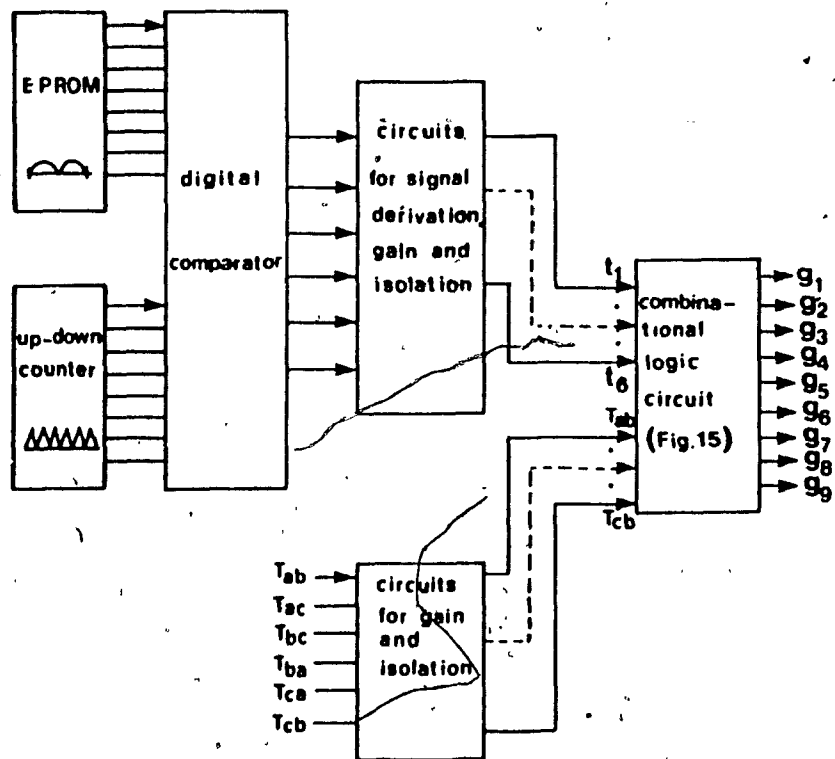 EPROM
digital
comparator
up-down
counter
circuits
for signal
derivation
gain and
isolation
t1
t6
Tab
Tcb
combina-
tional
logic
circuit
(Fig.15)
g1
g2
g3
g4
g5
g6
g7
g8
g9
Tab
Tac
Tbc
Tba
Tca
Tcb
circuits
for gain
and
isolation